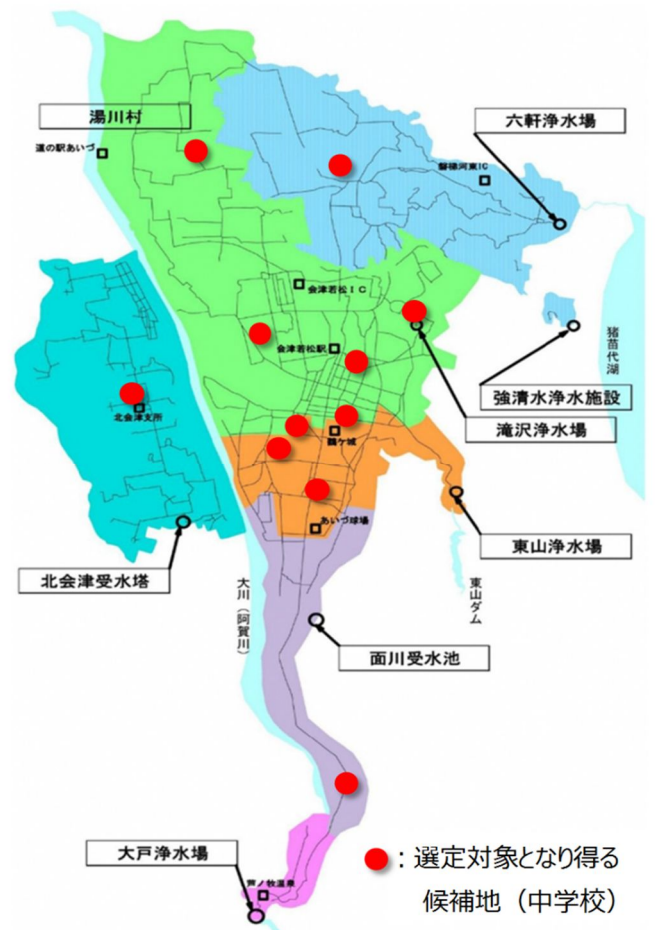 湯川村
六軒浄水場
道の駅あいづ
磐梯河東IC
会津若松IC
猪苗代湖
会津若松駅
強清水浄水施設
北会津支所
滝沢浄水場
鶴ケ城
あいづ球場
東山浄水場
北会津受水塔
大川(阿賀川)
東山ダム
面川受水池
大戸浄水場
芦ノ牧温泉
：選定対象となり得る
候補地（中学校）